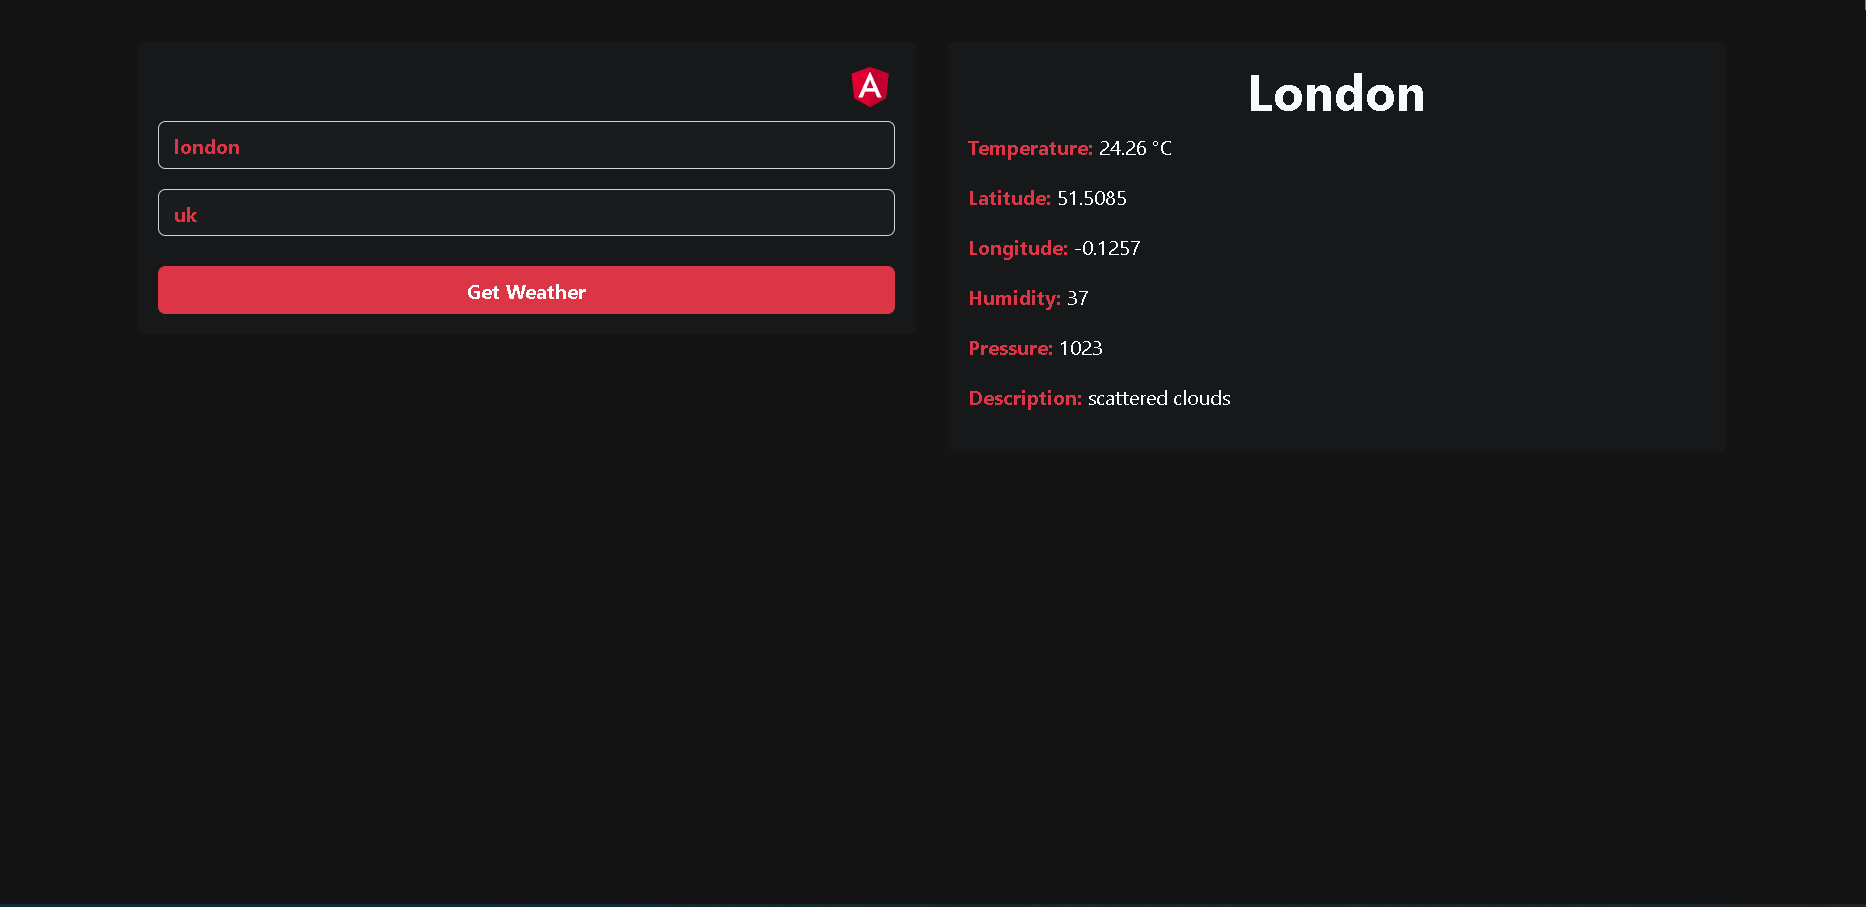 A
london
uk
Get Weather
London
Temperature: 24.26 °C
Latitude: 51.5085
Longitude: -0.1257
Humidity: 37
Pressure: 1023
Description: scattered clouds